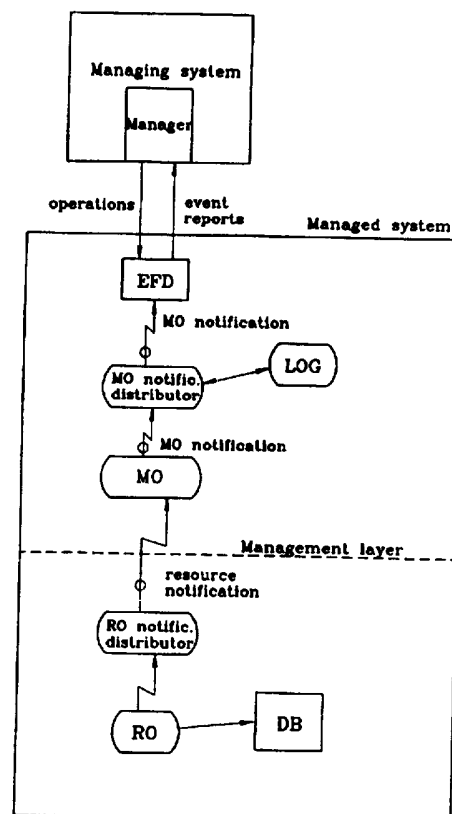 Managing system
Manager
operations
event
reports
Managed system
EFD
MO notification
MO notific.
distributor
LOG
MO notification
MO
Management layer
resource
notification
RO notific.
distributor
RO
DB